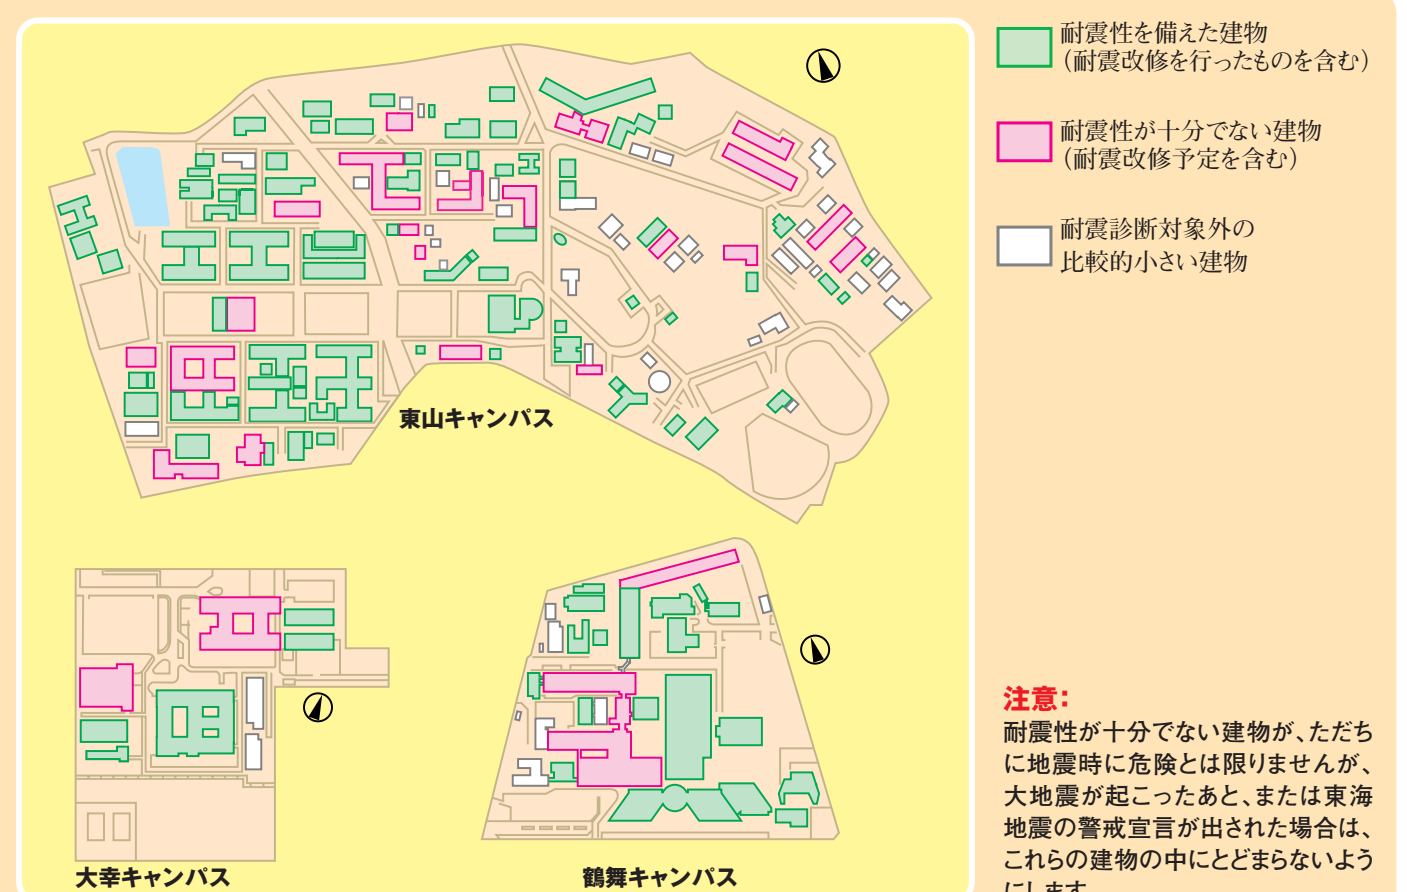 耐震性を備えた建物
（耐震改修を行ったものを含む）
耐震性が十分でない建物
（耐震改修予定を含む）
耐震診断対象外の
比較的小さい建物
東山キャンパス
大幸キャンパス
鶴舞キャンパス
注意：
耐震性が十分でない建物が、ただち
に地震時に危険とは限りませんが、
大地震が起こったあと、または東海
地震の警戒宣言が出された場合は、
これらの建物の中にとどまらないよう
にします